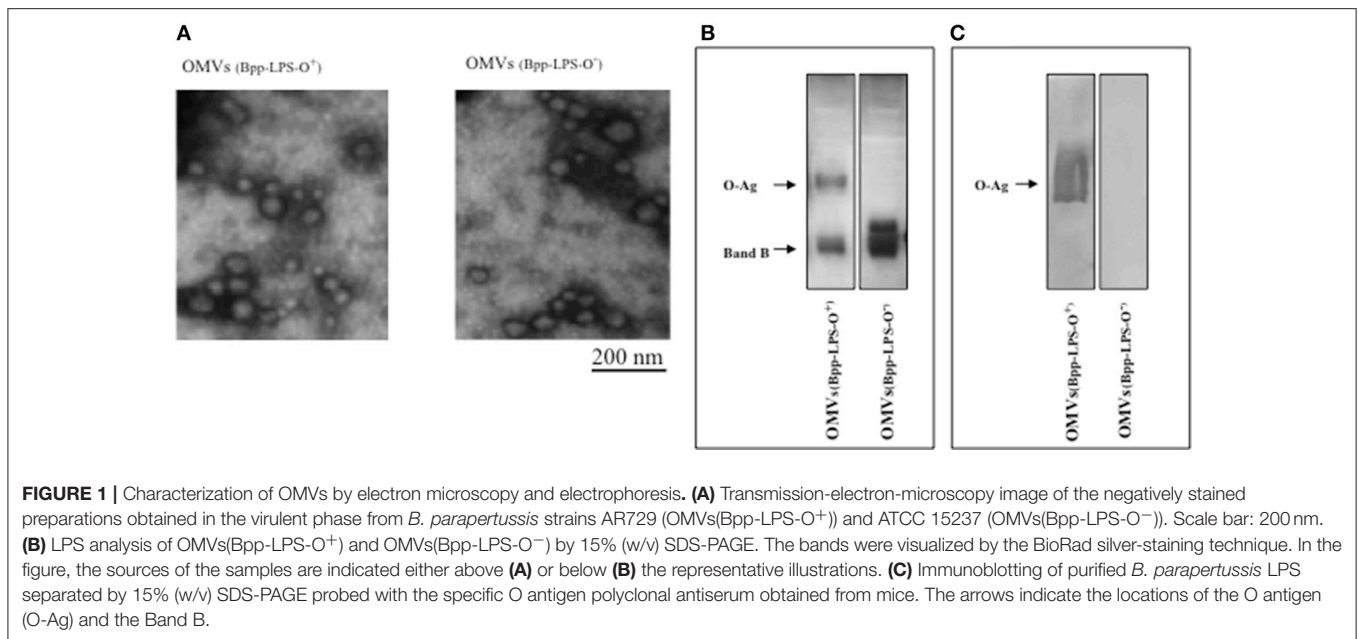 A
OMVs (Bpp-LPS-O⁺)
OMVs (Bpp-LPS-O⁻)
200 nm
B
O-Ag
Band B
OMVs(Bpp-LPS-O⁺)
OMVs(Bpp-LPS-O⁻)
C
O-Ag
OMVs(Bpp-LPS-O⁺)
OMVs(Bpp-LPS-O⁻)
FIGURE 1 | Characterization of OMVs by electron microscopy and electrophoresis. (A) Transmission-electron-microscopy image of the negatively stained
preparations obtained in the virulent phase from B. parapertussis strains AR729 (OMVs(Bpp-LPS-O⁺)) and ATCC 15237 (OMVs(Bpp-LPS-O⁻)). Scale bar: 200 nm.
(B) LPS analysis of OMVs(Bpp-LPS-O⁺) and OMVs(Bpp-LPS-O⁻) by 15% (w/v) SDS-PAGE. The bands were visualized by the BioRad silver-staining technique. In the
figure, the sources of the samples are indicated either above (A) or below (B) the representative illustrations. (C) Immunoblotting of purified B. parapertussis LPS
separated by 15% (w/v) SDS-PAGE probed with the specific O antigen polyclonal antiserum obtained from mice. The arrows indicate the locations of the O antigen
(O-Ag) and the Band B.